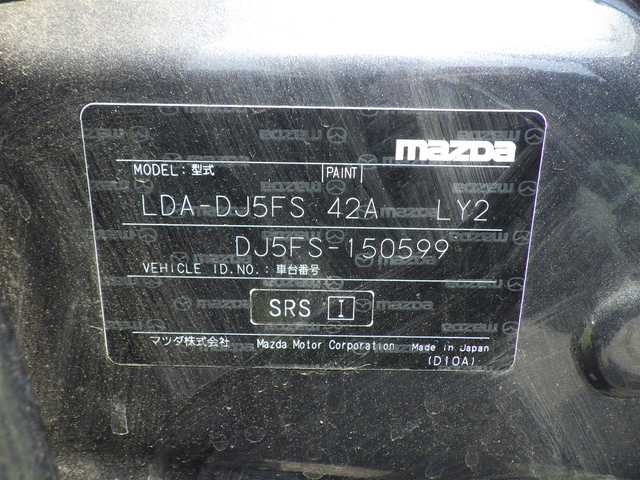 mazda
MODEL: 型式 PAINT
LDA-DJ5FS 42A LY2
DJ5FS-150599
VEHICLE ID.NO.: 車台番号
SRS I
マツダ株式会社 Mazda Motor Corporation Made in Japan
(D10A)